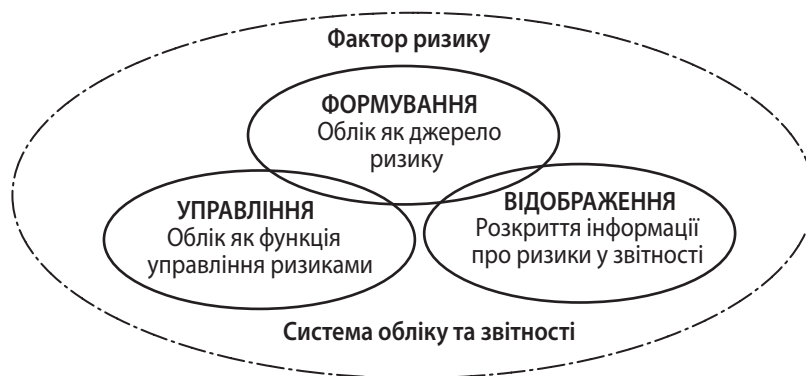 Фактор ризику
ФОРМУВАННЯ
Облік як джерело
ризику
УПРАВЛІННЯ
Облік як функція
управління ризиками
ВІДОБРАЖЕННЯ
Розкриття інформації
про ризики у звітності
Система обліку та звітності